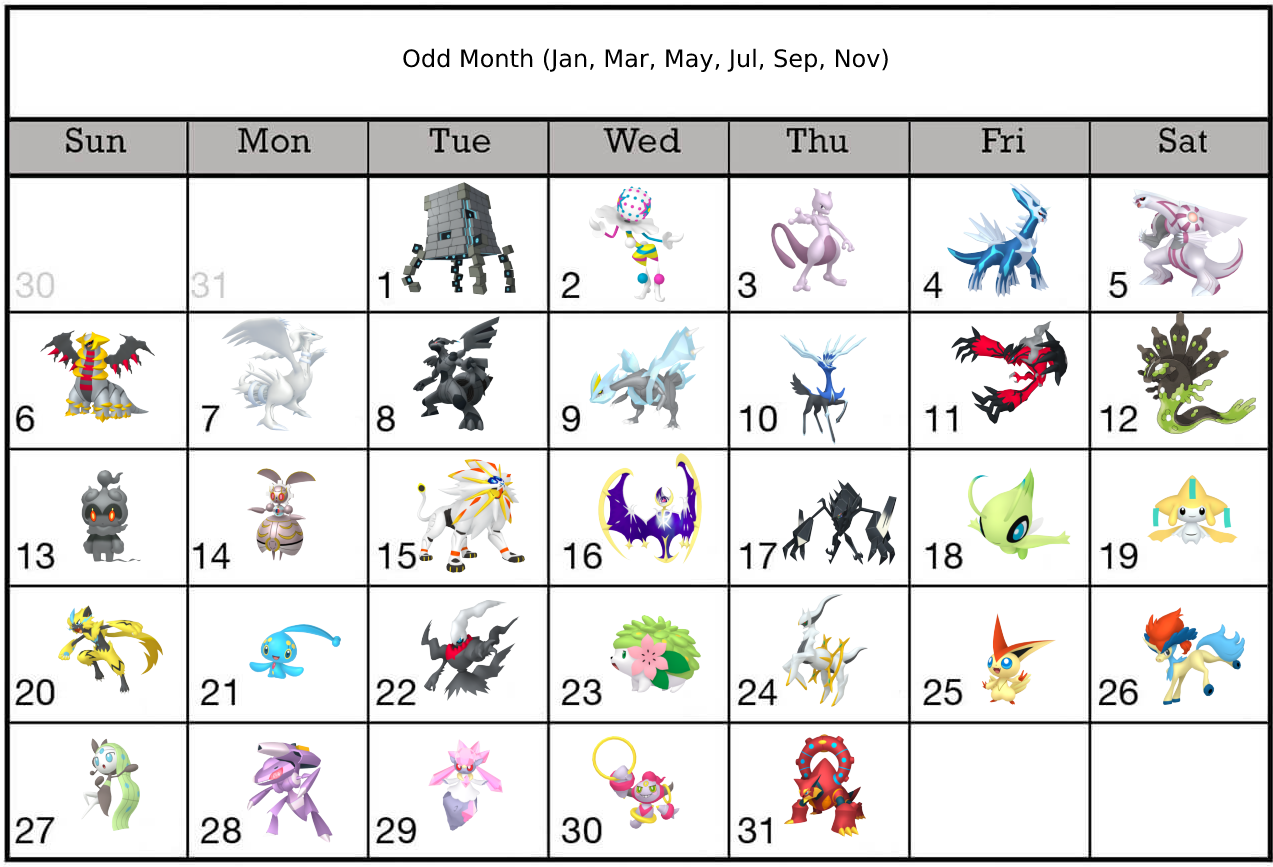 Odd Month (Jan, Mar, May, Jul, Sep, Nov)
Sun Mon Tue Wed Thu Fri Sat
30 31 1 2 3 4 5
6 7 8 9 10 11 12
13 14 15 16 17 18 19
20 21 22 23 24 25 26
27 28 29 30 31